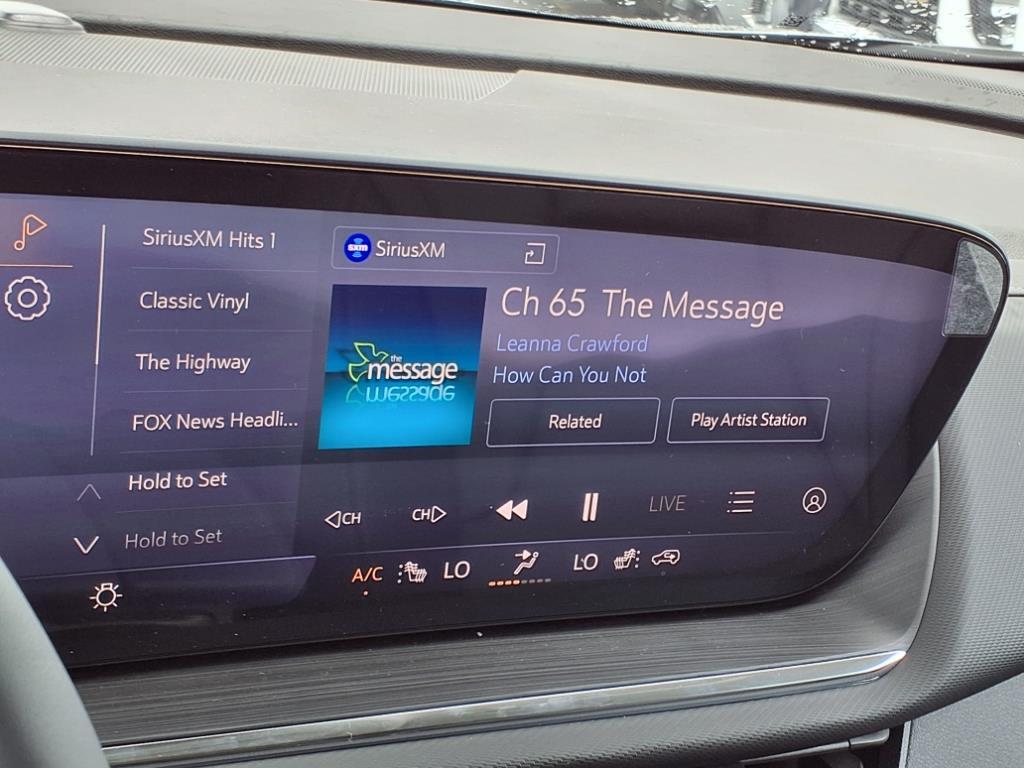 SiriusXM Hits 1
Classic Vinyl
The Highway
FOX News Headli...
Hold to Set
Hold to Set
sxm SiriusXM
the
message
Ch 65 The Message
Leanna Crawford
How Can You Not
Related
Play Artist Station
CH
CH
LIVE
A/C
LO
LO